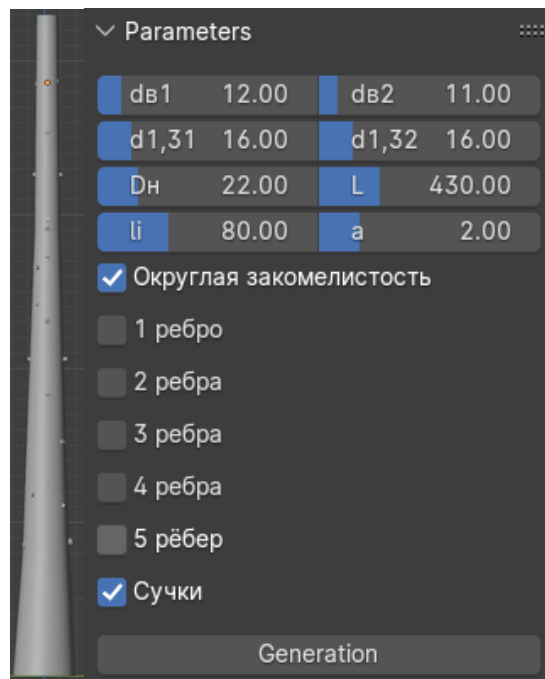 Parameters
dв1 12.00 dв2 11.00
d1,31 16.00 d1,32 16.00
Dн 22.00 L 430.00
li 80.00 a 2.00
Округлая закомелистость
1 ребро
2 ребра
3 ребра
4 ребра
5 рёбер
Сучки
Generation